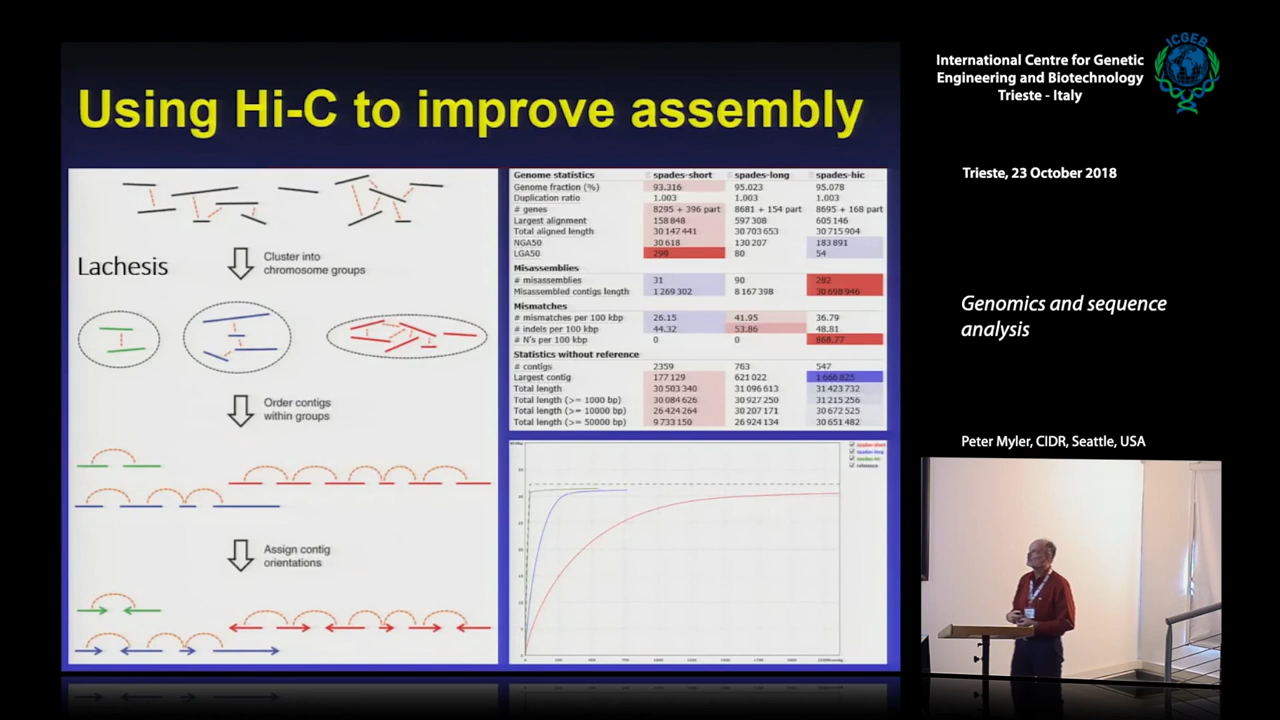 Using Hi-C to improve assembly
Lachesis
Cluster into
chromosome groups
Order contigs
within groups
Assign contig
orientations
Genome statistics spades-short spades-long spades-hic
Genome fraction (%) 93.316 95.023 95.078
Duplication ratio 1.003 1.003 1.003
# genes 8295 + 396 part 8681 + 154 part 8695 + 168 part
Largest alignment 158 848 597 308 605 146
Total aligned length 30 147 441 30 703 653 30 715 904
NGA50 30 618 130 207 183 891
LGA50 299 80 54
Misassemblies
# misassemblies 31 90 282
Misassembled contigs length 1 269 302 8 167 398 30 698 946
Mismatches
# mismatches per 100 kbp 26.15 41.95 36.79
# indels per 100 kbp 44.32 53.86 48.81
# N's per 100 kbp 0 0 868.77
Statistics without reference
# contigs 2359 763 547
Largest contig 177 129 621 022 1 666 825
Total length 30 503 340 31 096 613 31 423 732
Total length (>= 1000 bp) 30 084 626 30 927 250 31 215 256
Total length (>= 10000 bp) 26 424 264 30 207 171 30 672 525
Total length (>= 50000 bp) 9 733 150 26 924 134 30 651 482
spades-short
spades-long
spades-hic
reference
International Centre for Genetic
Engineering and Biotechnology
Trieste - Italy
ICGEB
Trieste, 23 October 2018
Genomics and sequence
analysis
Peter Myler, CIDR, Seattle, USA